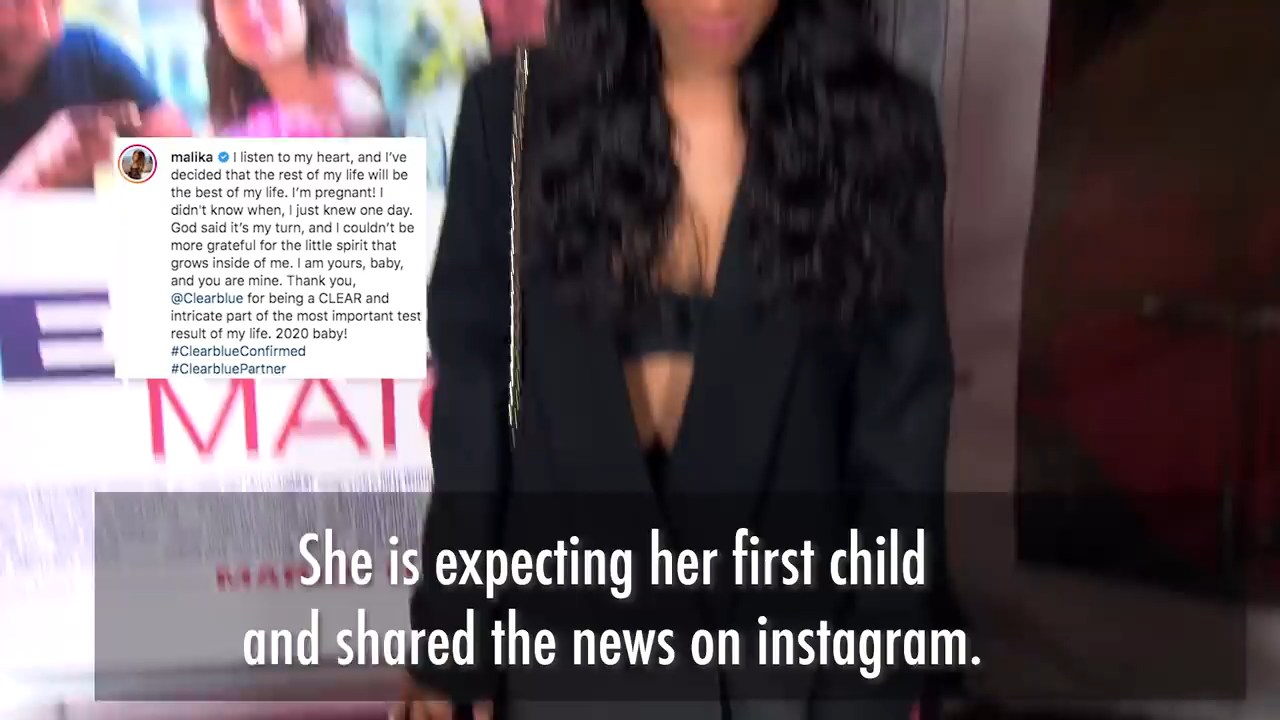 malika I listen to my heart, and I've
decided that the rest of my life will be
the best of my life. I'm pregnant! I
didn't know when, I just knew one day.
God said it's my turn, and I couldn't be
more grateful for the little spirit that
grows inside of me. I am yours, baby,
and you are mine. Thank you,
@Clearblue for being a CLEAR and
intricate part of the most important test
result of my life. 2020 baby!
#ClearblueConfirmed
#ClearbluePartner
She is expecting her first child
and shared the news on instagram.